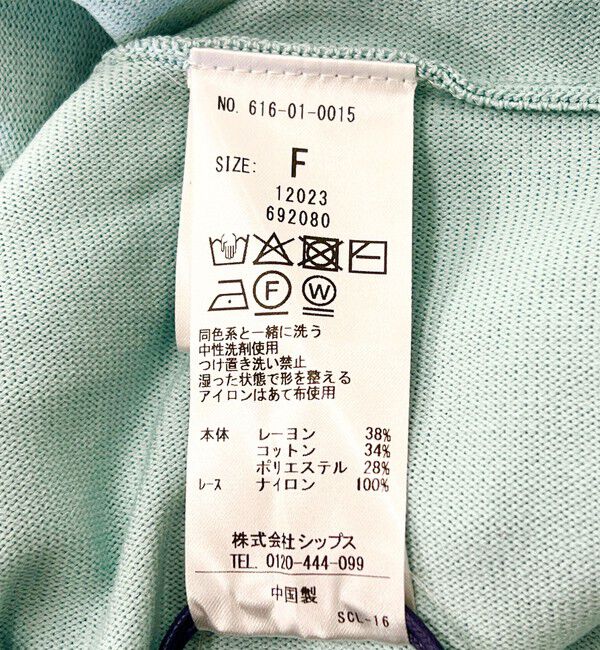 NO. 616-01-0015
SIZE: F
12023
692080
F W
同色系と一緒に洗う
中性洗剤使用
つけ置き洗い禁止
湿った状態で形を整える
アイロンはあて布使用
本体 レーヨン 38%
コットン 34%
ポリエステル 28%
レース ナイロン 100%
株式会社シップス
TEL. 0120-444-099
中国製
SCL-16